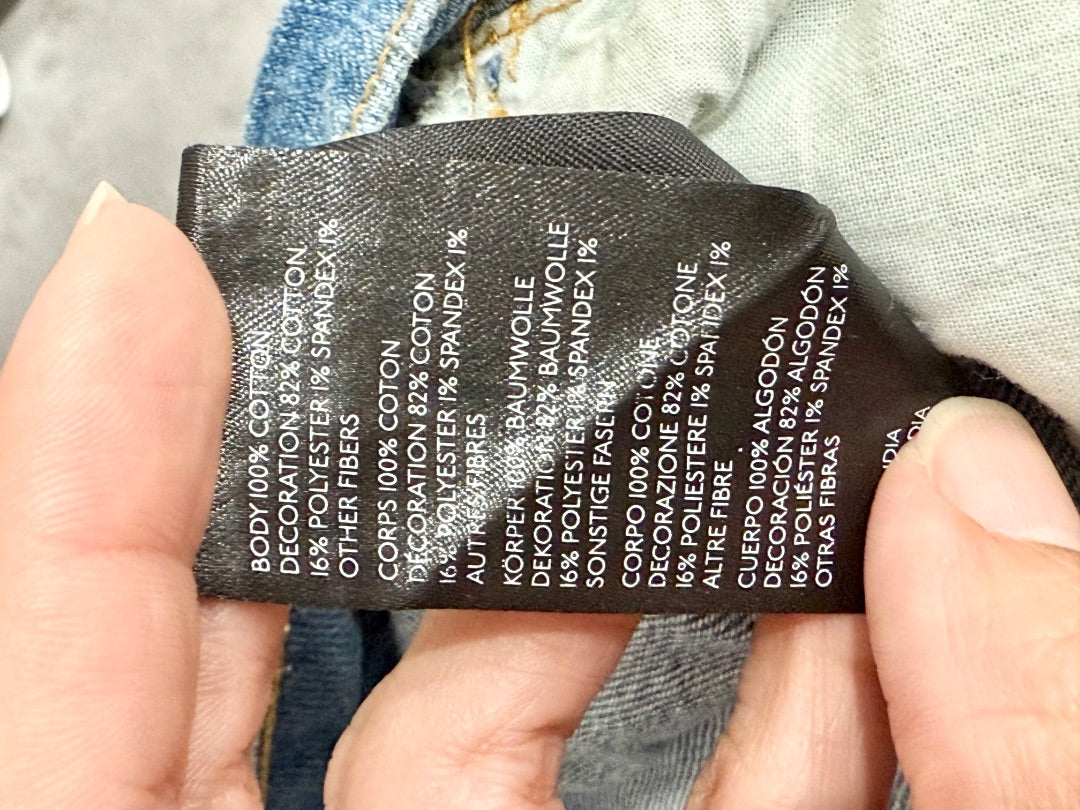 BODY 100% COTTON
DECORATION 82% COTTON
16% POLYESTER 1% SPANDEX 1%
OTHER FIBERS
CORPS 100% COTON
DECORATION 82% COTON
16% POLYESTER 1% SPANDEX 1%
AUTRES FIBRES
KÖRPER 100% BAUMWOLLE
DEKORATION 82% BAUMWOLLE
16% POLYESTER 1% SPANDEX 1%
SONSTIGE FASERN
CORPO 100% COTONE
DECORAZIONE 82% COTONE
16% POLIESTERE 1% SPANDEX 1%
ALTRE FIBRE
CUERPO 100% ALGODÓN
DECORACIÓN 82% ALGODÓN
16% POLIÉSTER 1% SPANDEX 1%
OTRAS FIBRAS